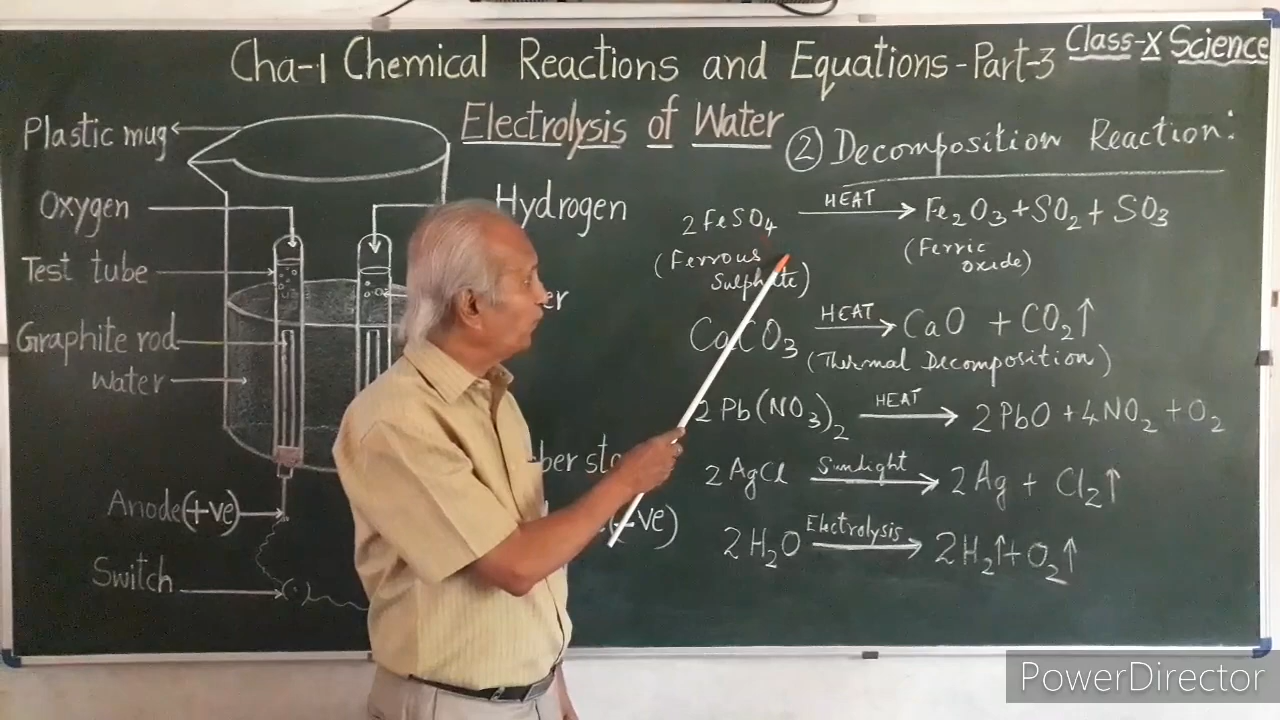 Cha-1 Chemical Reactions and Equations-Part-3
Class-X Science
Electrolysis of Water
Plastic mug
Oxygen
Hydrogen
Test tube
Graphite rod
Water
Anode(+ve)
Switch
② Decomposition Reaction:
2FeSO₄ HEAT→ Fe₂O₃+SO₂+SO₃
(Ferrous (Ferric
Sulphate) oxide)
CaCO₃ HEAT→ CaO + CO₂↑
(Thermal Decomposition)
2Pb(NO₃)₂ HEAT→ 2PbO+4NO₂+O₂
2AgCl Sunlight→ 2Ag + Cl₂↑
2H₂O Electrolysis→ 2H₂↑+O₂↑
PowerDirector